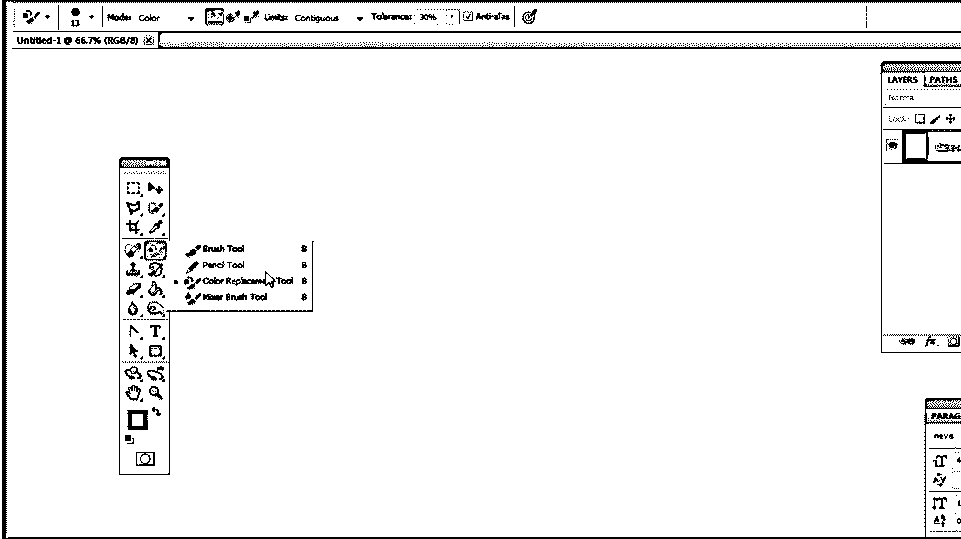 13 Mode: Color Limits: Contiguous Tolerance: 30% Anti-alias
Untitled-1 @ 66.7% (RGB/8)
LAYERS PATHS
Normal
Lock:
Brush Tool B
Pencil Tool B
Color Replacement Tool B
Mixer Brush Tool B
T
fx
PARAG